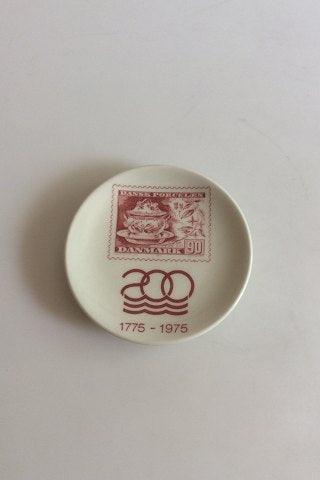 DANSK PORCELÆN
DANMARK 90
200
1775 - 1975